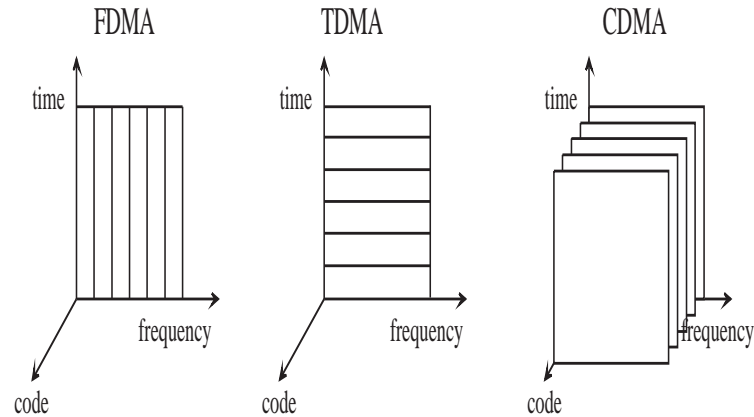 FDMA
time
frequency
code
TDMA
time
frequency
code
CDMA
time
frequency
code